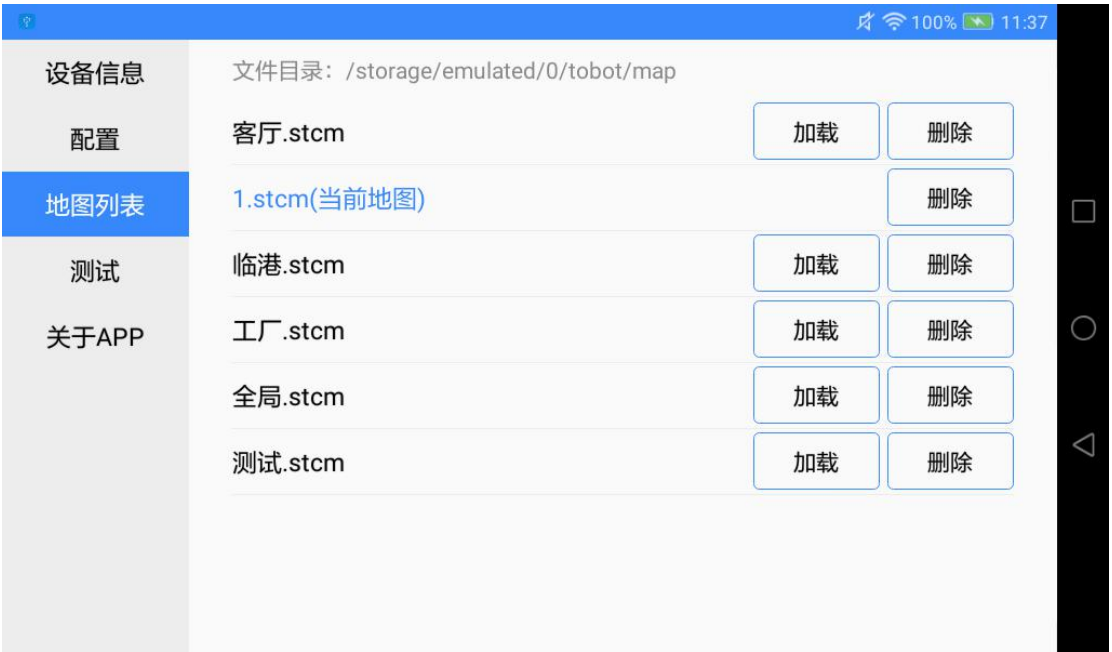 100% 11:37
设备信息
配置
地图列表
测试
关于APP
文件目录：/storage/emulated/0/tobot/map
客厅.stcm 加载 删除
1.stcm(当前地图) 删除
临港.stcm 加载 删除
工厂.stcm 加载 删除
全局.stcm 加载 删除
测试.stcm 加载 删除